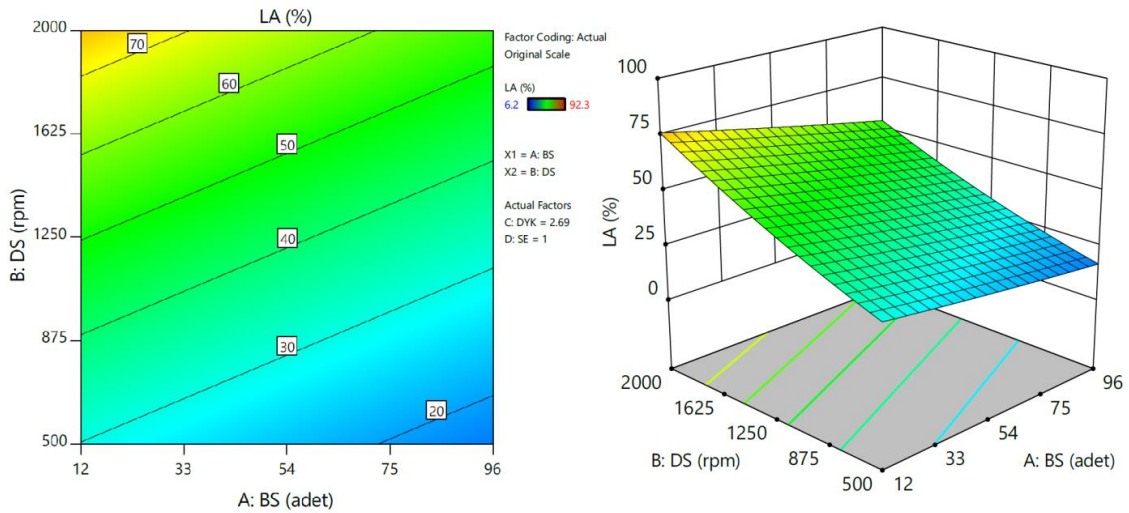 LA (%)
2000
1625
1250
875
500
B: DS (rpm)
70
60
50
40
30
20
12 33 54 75 96
A: BS (adet)
Factor Coding: Actual
Original Scale
LA (%)
6.2 92.3
X1 = A: BS
X2 = B: DS
Actual Factors
C: DYK = 2.69
D: SE = 1
LA (%)
100
75
50
25
0
2000
1625
1250
875
500
B: DS (rpm)
12
33
54
75
96
A: BS (adet)